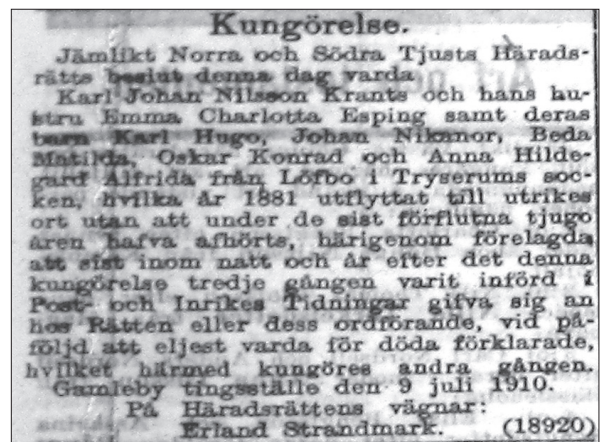 Kungörelse.
Jämlikt Norra och Södra Tjusts Härads-
rätts beslut denna dag varda
Karl Johan Nilsson Krants och hans hu-
stru Emma Charlotta Esping samt deras
barn Karl Hugo, Johan Nikanor, Beda
Matilda, Oskar Konrad och Anna Hilde-
gard Alfrida från Löfbo i Tryserums soc-
ken, hvilka år 1881 utflyttat till utrikes
ort utan att under de sist förflutna tjugo
åren hafva afhörts, härigenom förelagda
att sist inom natt och år efter det denna
kungörelse tredje gången varit införd i
Post- och Inrikes Tidningar gifva sig an
hos Rätten eller dess ordförande, vid på-
följd att eljest varda för döda förklarade,
hvilket härmed kungöres andra gången.
Gamleby tingsställe den 9 juli 1910.
På Häradsrättens vägnar:
Erland Strandmark. (18920)